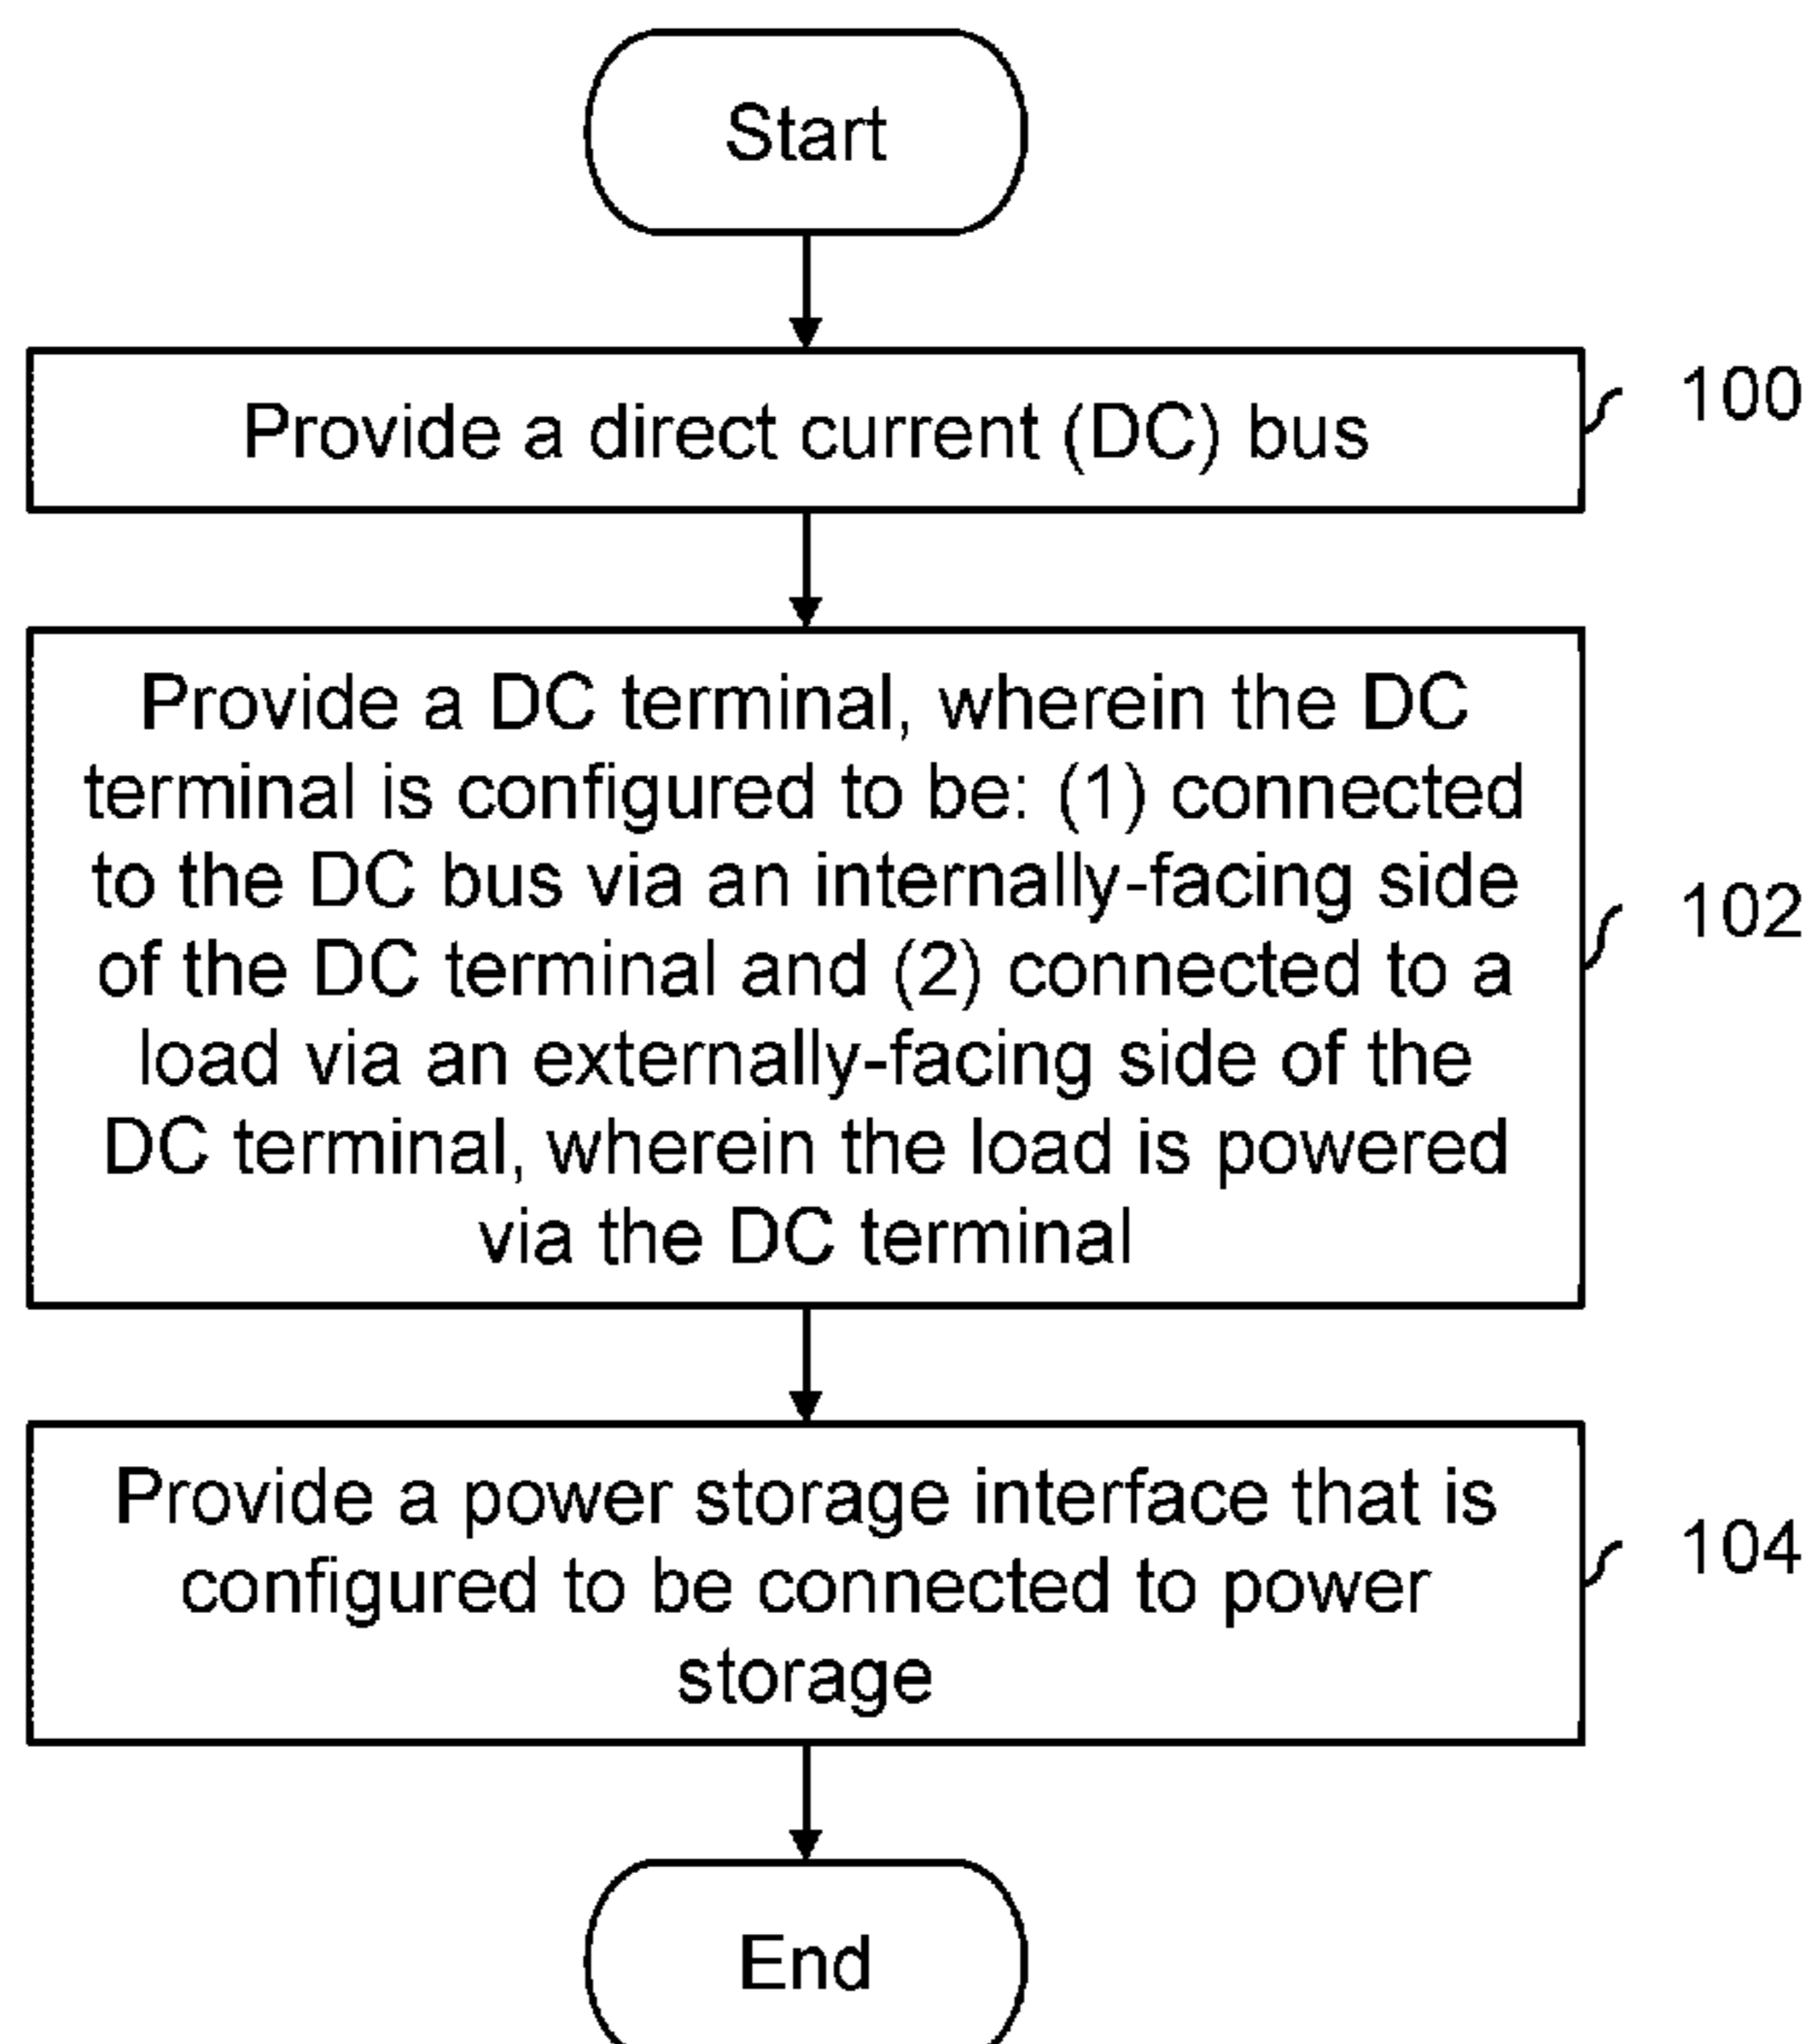 Start
Provide a direct current (DC) bus
100
Provide a DC terminal, wherein the DC
terminal is configured to be: (1) connected
to the DC bus via an internally-facing side
of the DC terminal and (2) connected to a
load via an externally-facing side of the
DC terminal, wherein the load is powered
via the DC terminal
102
Provide a power storage interface that is
configured to be connected to power
storage
104
End